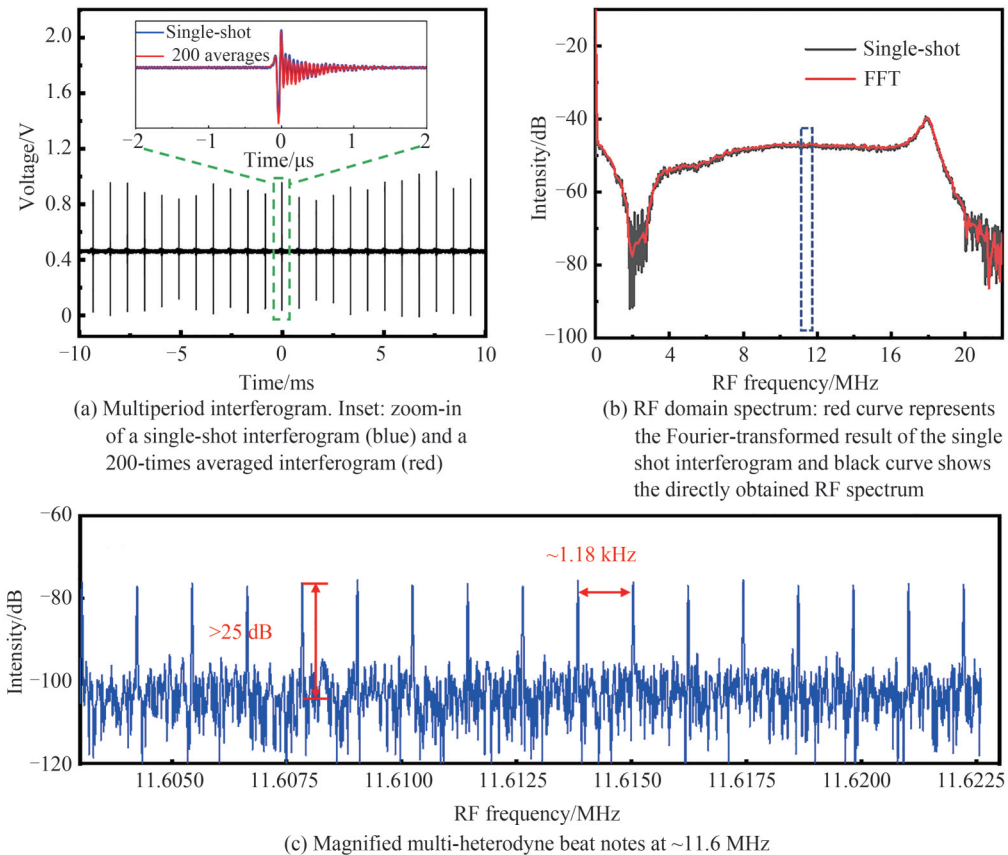 2.0
1.6
1.2
0.8
0.4
0
Voltage/V
Single-shot
200 averages
−2
−1
0
1
2
Time/μs
−10
−5
0
5
10
Time/ms
(a) Multiperiod interferogram. Inset: zoom-in
of a single-shot interferogram (blue) and a
200-times averaged interferogram (red)
−20
−40
−60
−80
−100
Intensity/dB
Single-shot
FFT
0
4
8
12
16
20
RF frequency/MHz
(b) RF domain spectrum: red curve represents
the Fourier-transformed result of the single
shot interferogram and black curve shows
the directly obtained RF spectrum
−60
−80
−100
−120
Intensity/dB
>25 dB
~1.18 kHz
11.6050
11.6075
11.6100
11.6125
11.6150
11.6175
11.6200
11.6225
RF frequency/MHz
(c) Magnified multi-heterodyne beat notes at ~11.6 MHz